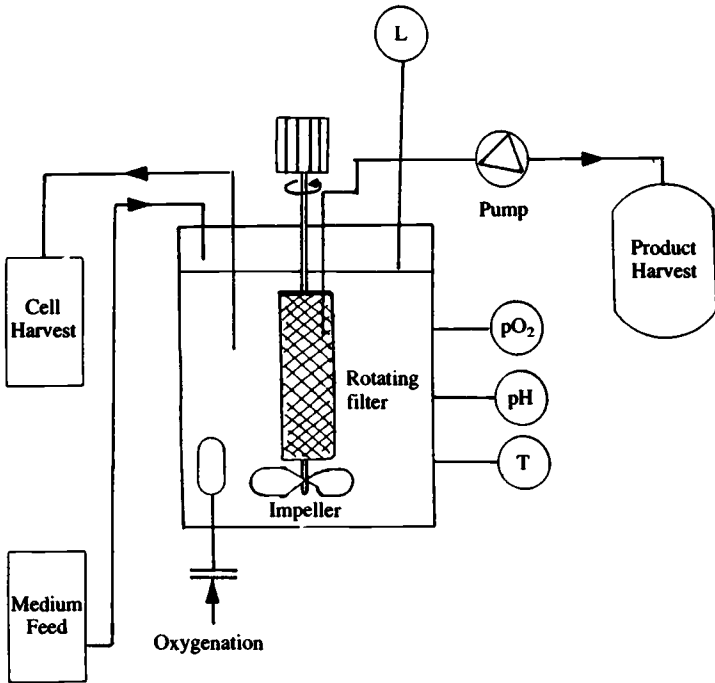 L
Pump
Product
Harvest
Cell
Harvest
pO₂
Rotating
filter
pH
T
Impeller
Medium
Feed
Oxygenation